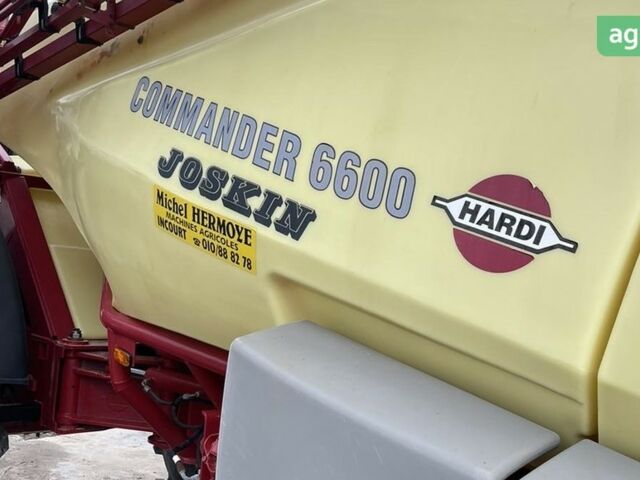 ag
COMMANDER 6600
JOSKIN
Michel HERMOYE
MACHINES AGRICOLES
INCOURT ☎ 010/88 82 78
HARDI